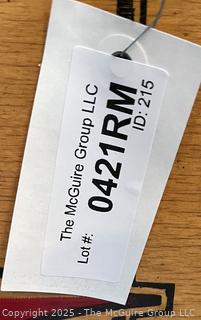 The McGuire Group LLC
Lot #: 0421RM
ID: 215
Copyright © 2025 - The McGuire Group LLC